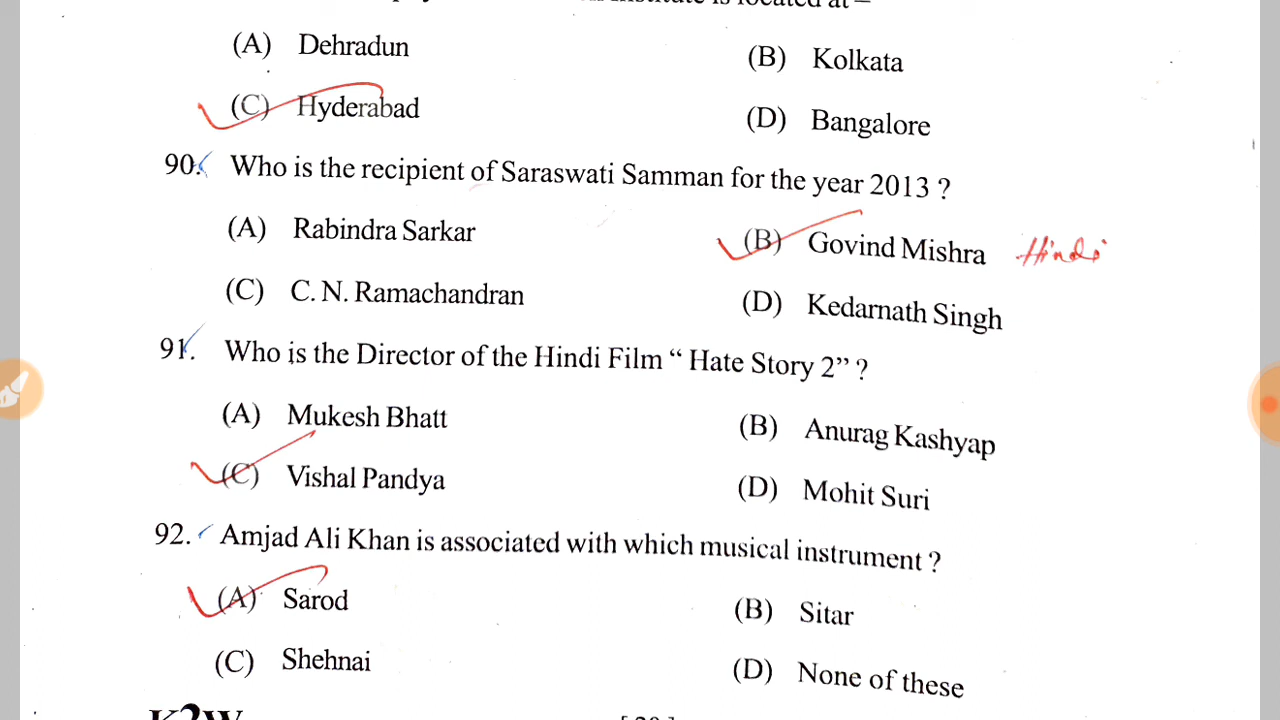 is located at –
(A) Dehradun
(B) Kolkata
(C) Hyderabad
(D) Bangalore
90. Who is the recipient of Saraswati Samman for the year 2013 ?
(A) Rabindra Sarkar
(B) Govind Mishra Hindi
(C) C. N. Ramachandran
(D) Kedarnath Singh
91. Who is the Director of the Hindi Film “ Hate Story 2” ?
(A) Mukesh Bhatt
(B) Anurag Kashyap
(C) Vishal Pandya
(D) Mohit Suri
92. Amjad Ali Khan is associated with which musical instrument ?
(A) Sarod
(B) Sitar
(C) Shehnai
(D) None of these